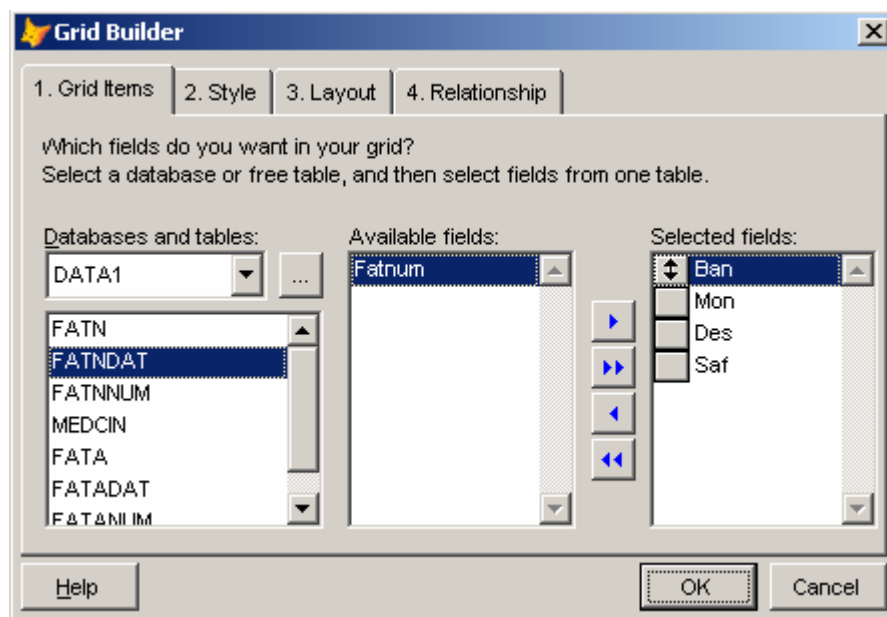 Grid Builder
1. Grid Items
2. Style
3. Layout
4. Relationship
Which fields do you want in your grid?
Select a database or free table, and then select fields from one table.
Databases and tables:
DATA1
...
FATN
FATNDAT
FATNNUM
MEDCIN
FATA
FATADAT
FATANUM
Available fields:
Fatnum
Selected fields:
Ban
Mon
Des
Saf
Help
OK
Cancel